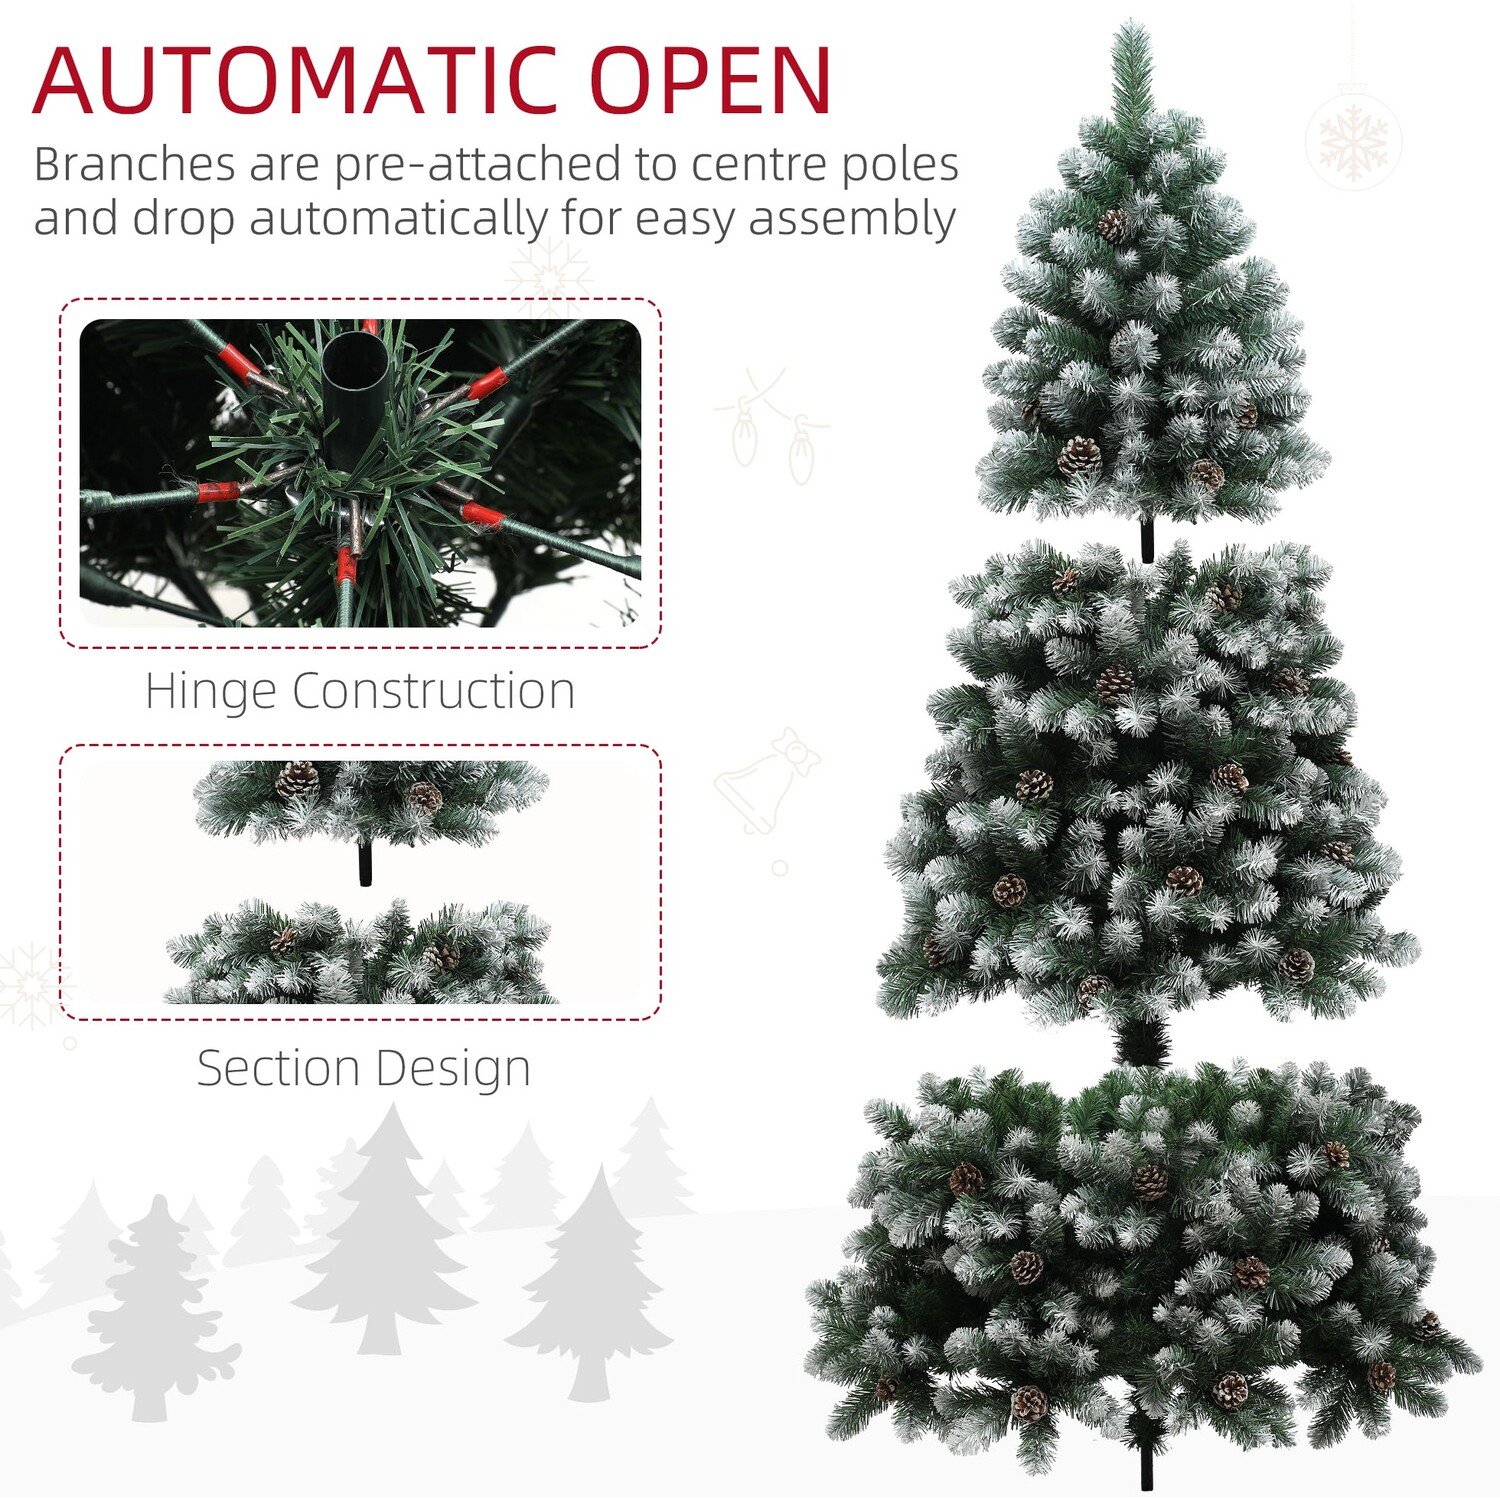 AUTOMATIC OPEN
Branches are pre-attached to centre poles
and drop automatically for easy assembly
Hinge Construction
Section Design